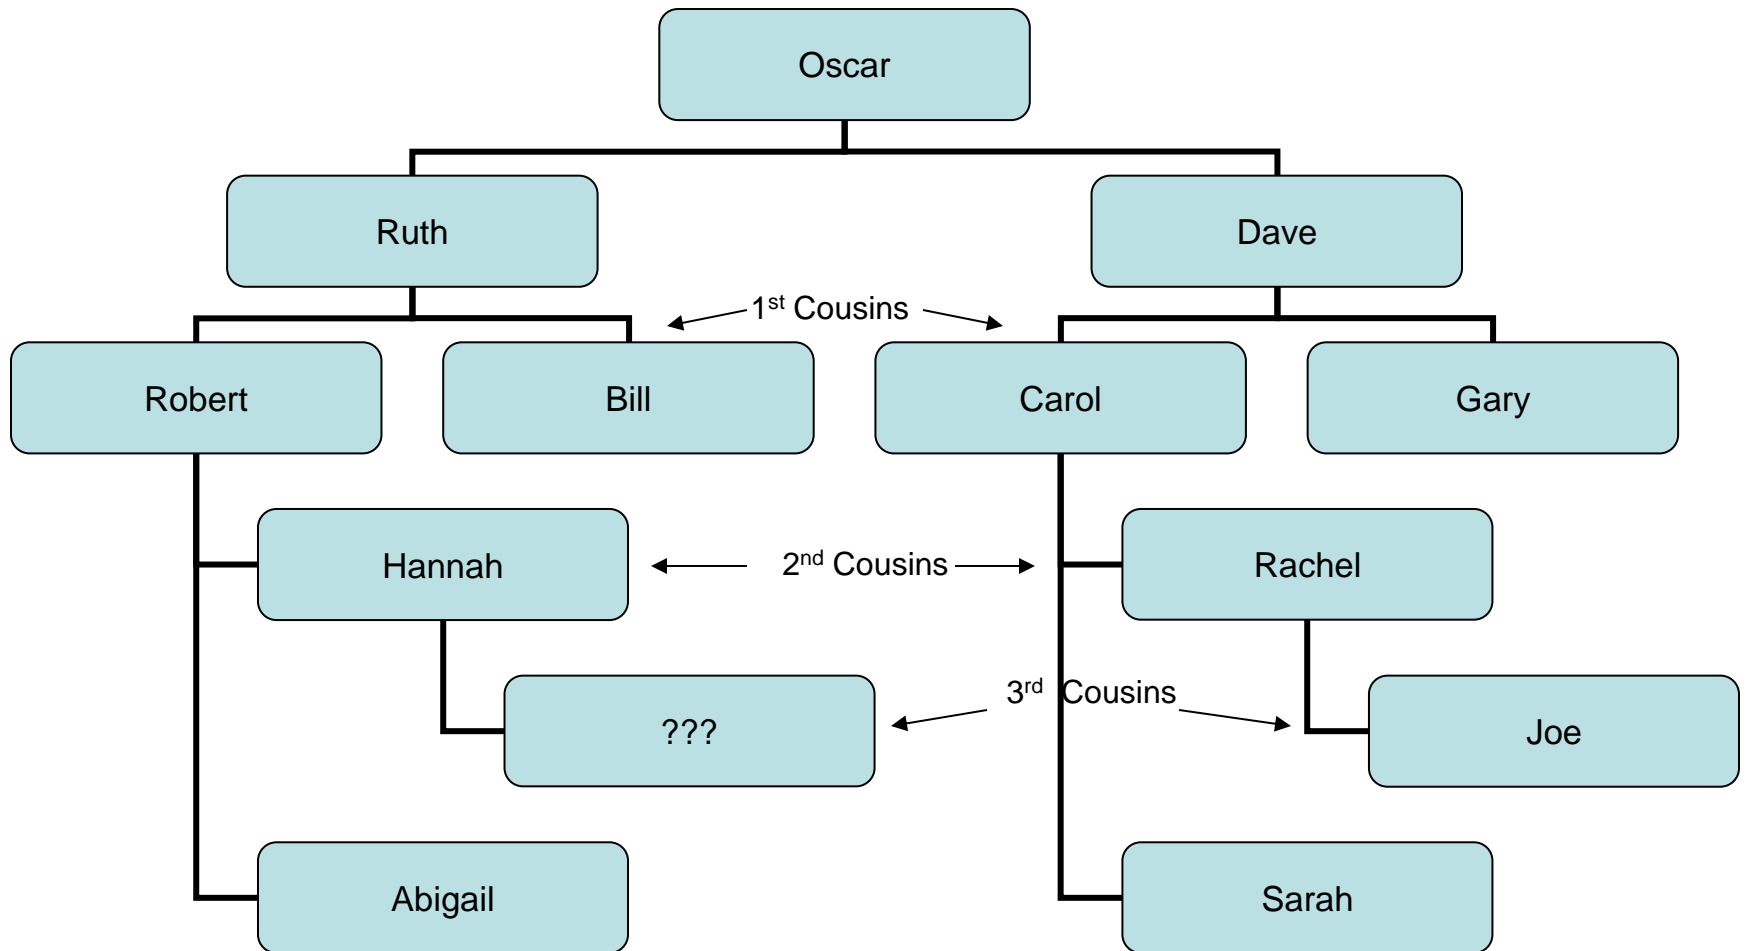 Oscar
Ruth
Dave
1st Cousins
Robert
Bill
Carol
Gary
Hannah
2nd Cousins
Rachel
???
3rd Cousins
Joe
Abigail
Sarah